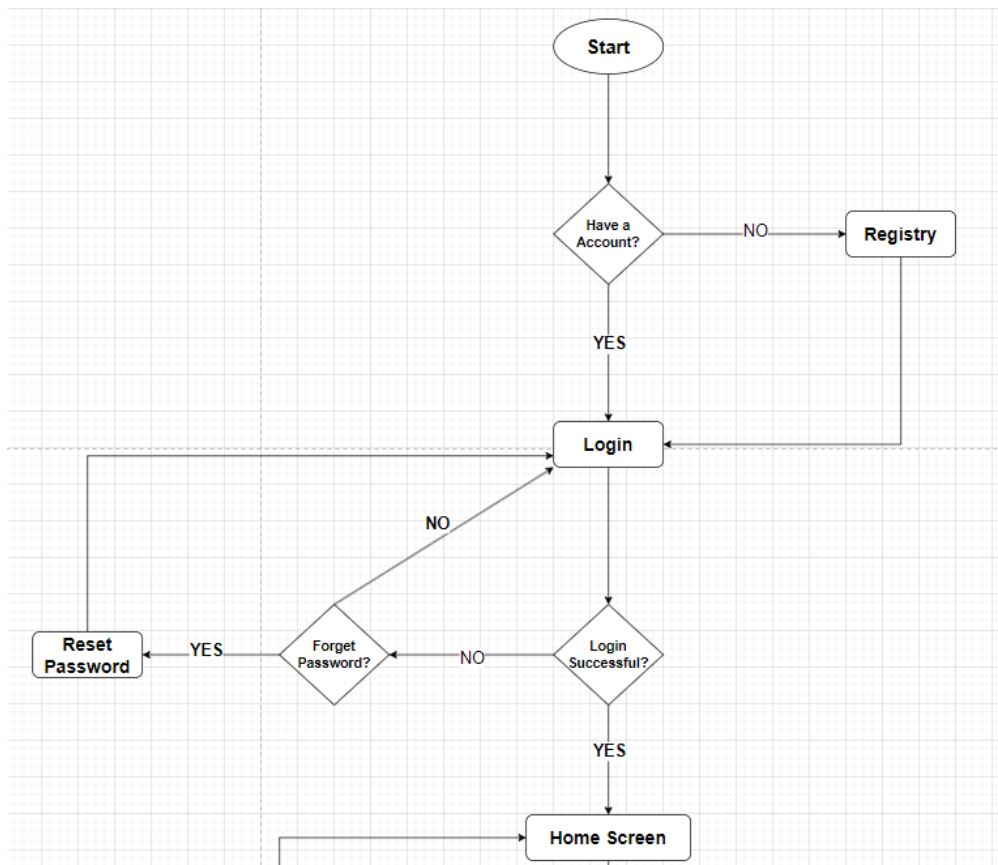 Start
Have a
Account?
NO
Registry
YES
Login
NO
Reset
Password
YES
Forget
Password?
NO
Login
Successful?
YES
Home Screen